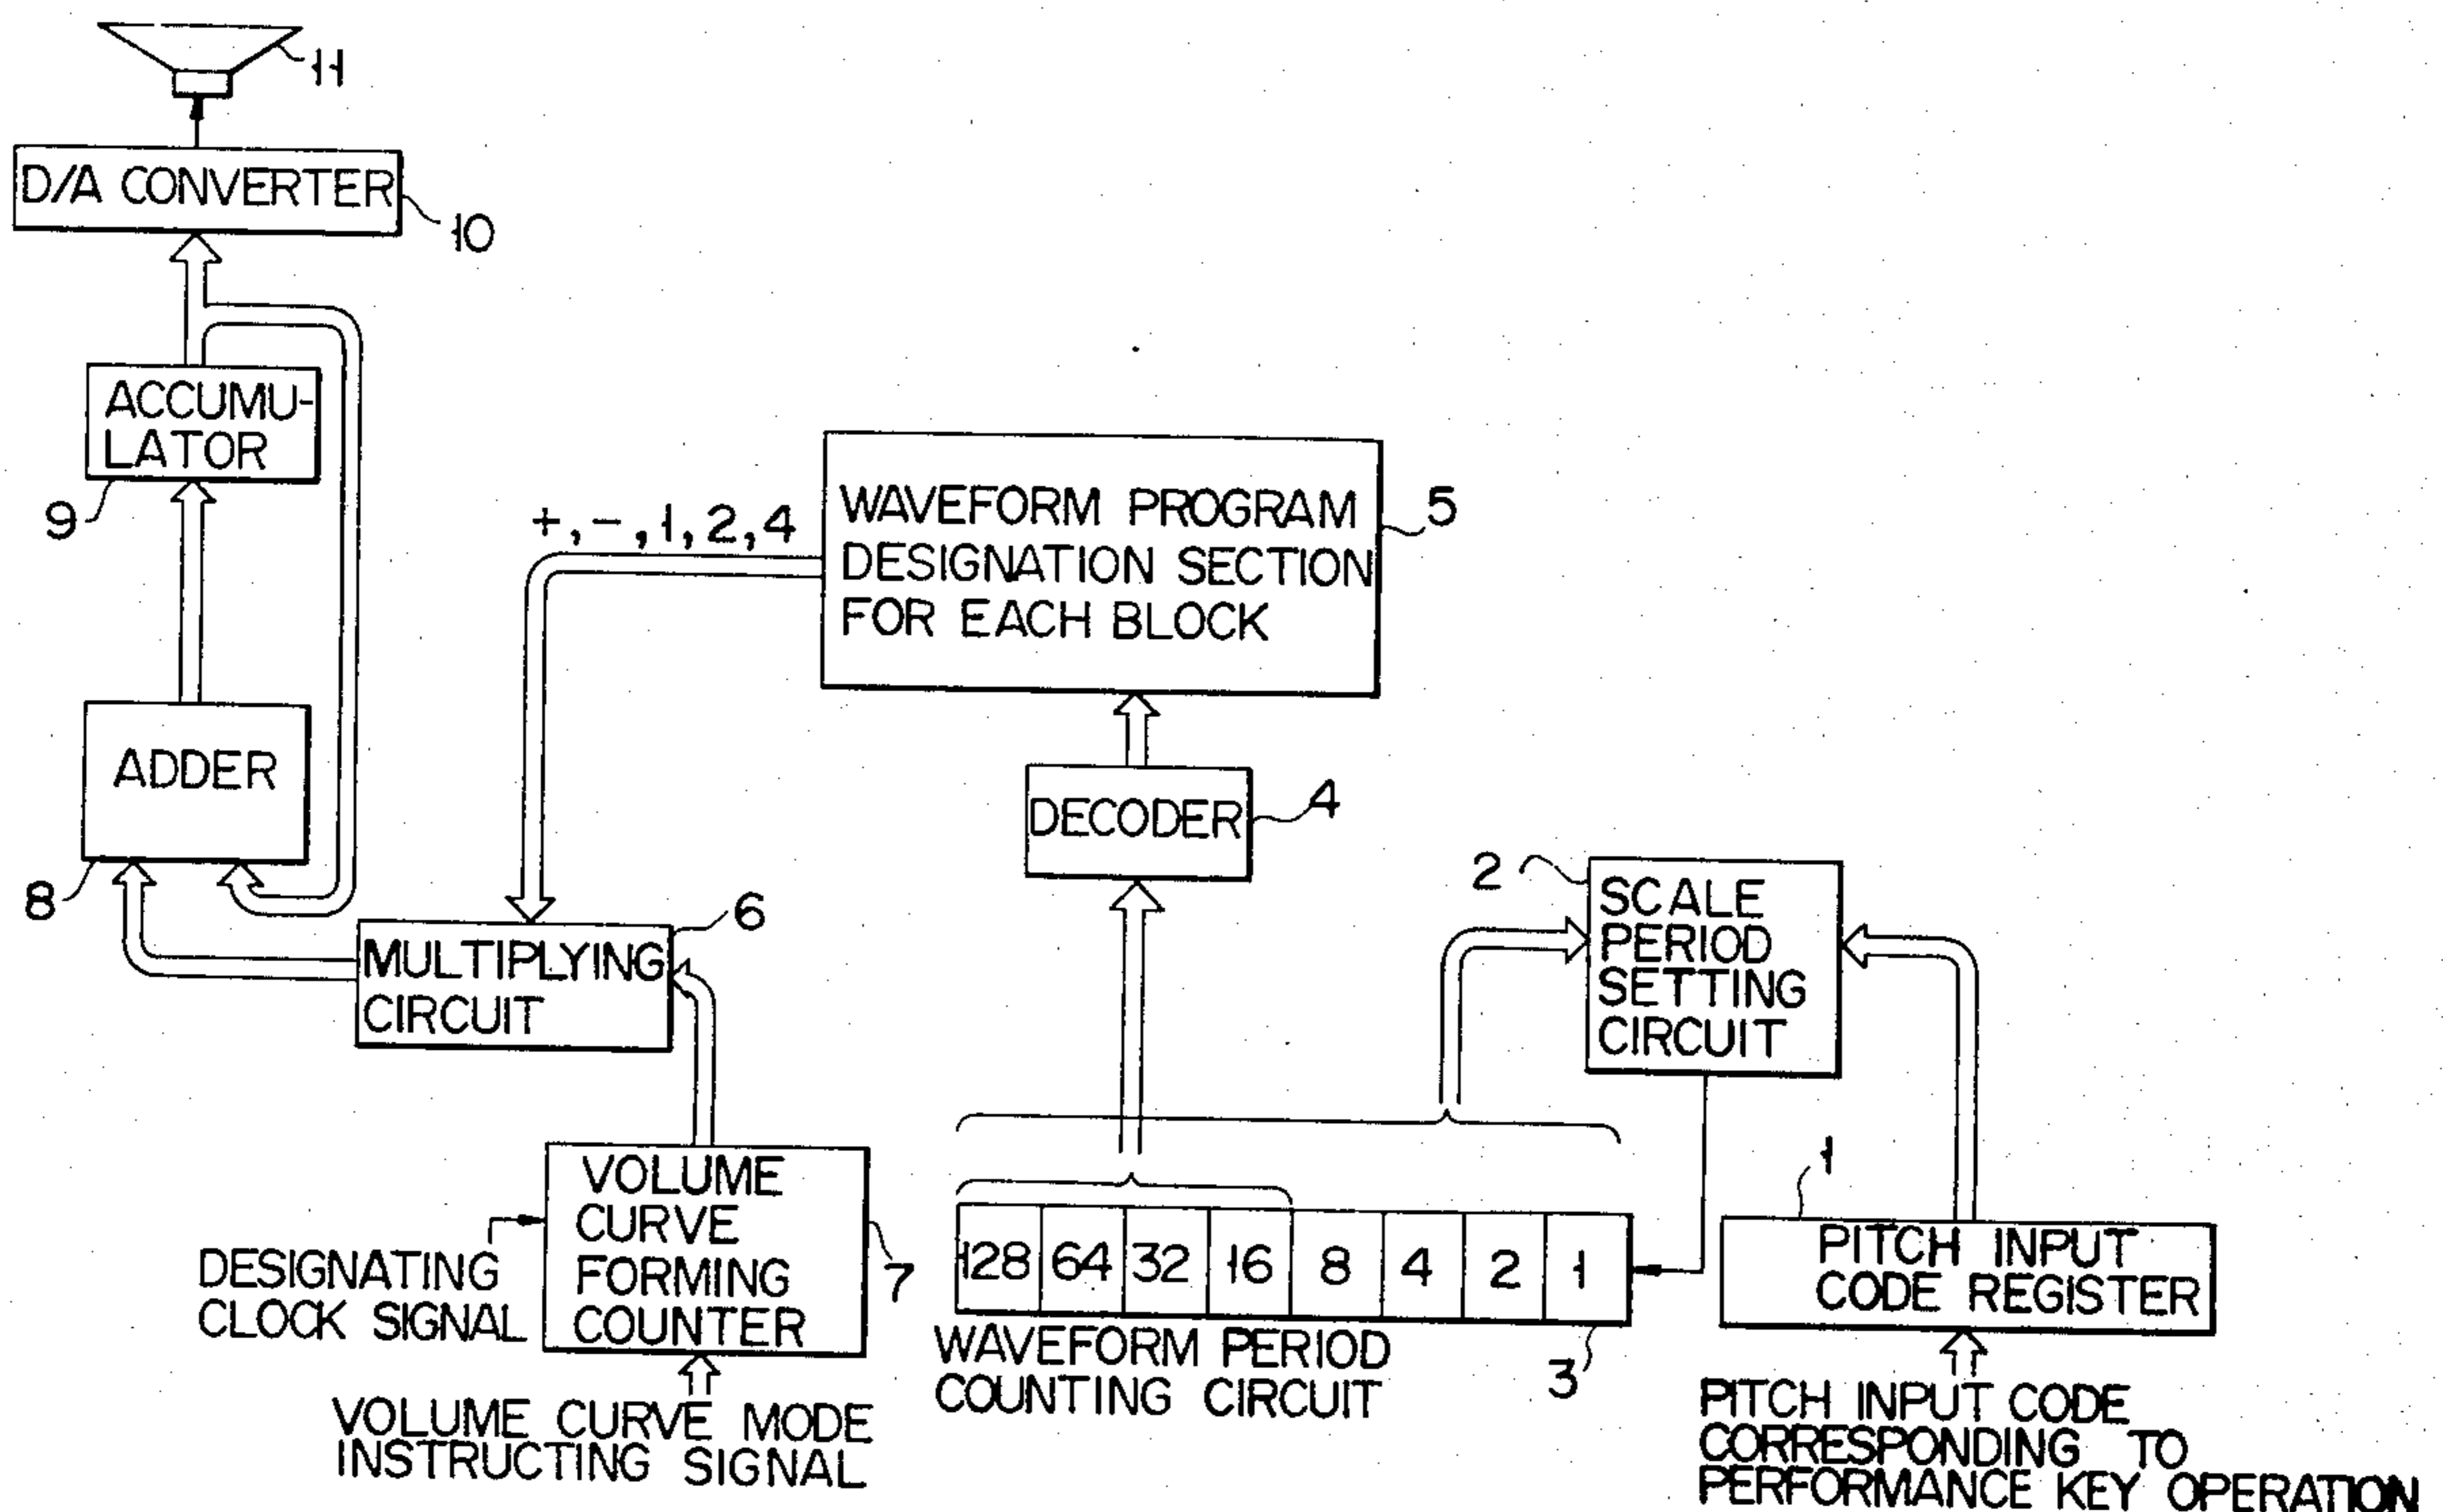 11
D/A CONVERTER
10
ACCUMU-
LATOR
9
+,-,1,2,4
WAVEFORM PROGRAM
DESIGNATION SECTION
FOR EACH BLOCK
5
ADDER
8
DECODER
4
2
SCALE
PERIOD
SETTING
CIRCUIT
6
MULTIPLYING
CIRCUIT
VOLUME
CURVE
FORMING
COUNTER
7
DESIGNATING
CLOCK SIGNAL
VOLUME CURVE MODE
INSTRUCTING SIGNAL
128 64 32 16 8 4 2 1
WAVEFORM PERIOD
COUNTING CIRCUIT
3
1
PITCH INPUT
CODE REGISTER
PITCH INPUT CODE
CORRESPONDING TO
PERFORMANCE KEY OPERATION